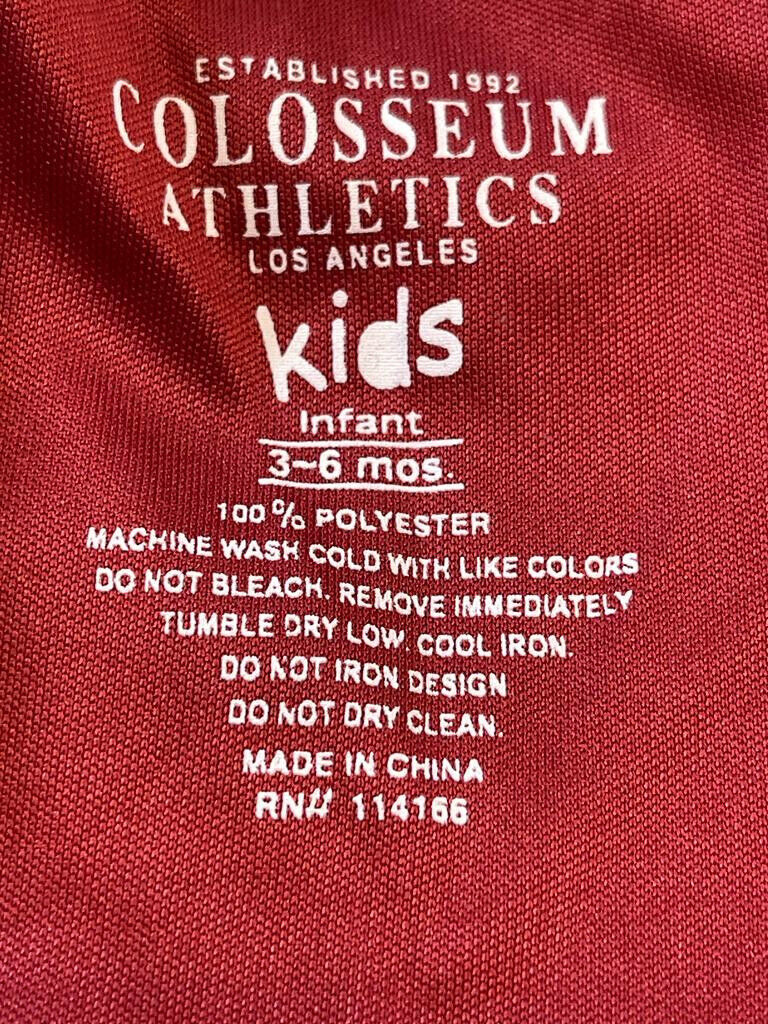 ESTABLISHED 1992
COLOSSEUM
ATHLETICS
LOS ANGELES
kids
Infant
3-6 mos.
100% POLYESTER
MACHINE WASH COLD WITH LIKE COLORS
DO NOT BLEACH. REMOVE IMMEDIATELY
TUMBLE DRY LOW. COOL IRON.
DO NOT IRON DESIGN
DO NOT DRY CLEAN.
MADE IN CHINA
RN# 114166